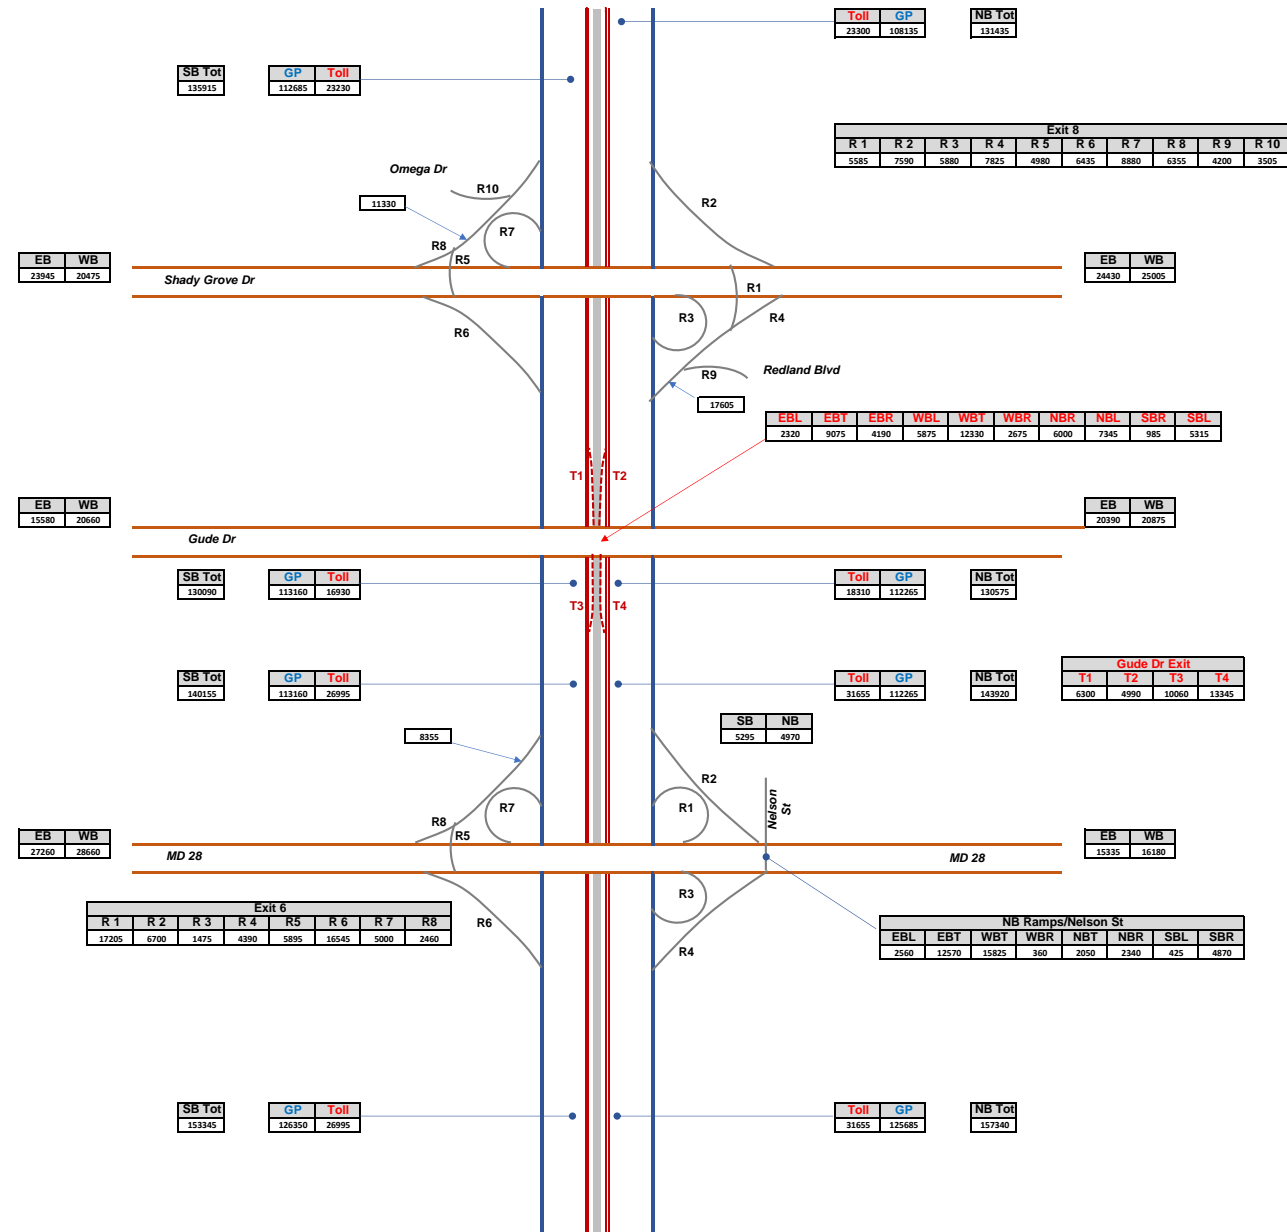 Toll GP NB Tot
23300 108135 131435
SB Tot GP Toll
135915 112685 23230
Exit 8
R 1 R 2 R 3 R 4 R 5 R 6 R 7 R 8 R 9 R 10
5585 7590 5880 7825 4980 6435 8880 6355 4200 3505
Omega Dr
R10
11330
R2
R7
R8
R5
EB WB
23945 20475
EB WB
24430 25005
Shady Grove Dr
R1
R3
R4
R6
R9
Redland Blvd
17605
EBL EBT EBR WBL WBT WBR NBR NBL SBR SBL
2320 9075 4190 5875 12330 2675 6000 7345 985 5315
T1 T2
EB WB
15580 20660
EB WB
20390 20875
Gude Dr
SB Tot GP Toll
130090 113160 16930
Toll GP NB Tot
18310 112265 130575
T3 T4
SB Tot GP Toll
140155 113160 26995
Toll GP NB Tot
31655 112265 143920
Gude Dr Exit
T1 T2 T3 T4
6300 4990 10060 13345
SB NB
5295 4970
8355
R2
R7
R1
Nelson
St
R8
R5
EB WB
27260 28660
EB WB
15335 16180
MD 28
MD 28
R3
R6
R4
Exit 6
R 1 R 2 R 3 R 4 R5 R 6 R 7 R8
17205 6700 1475 4390 5895 16545 5000 2460
NB Ramps/Nelson St
EBL EBT WBT WBR NBT NBR SBL SBR
2560 12570 15825 360 2050 2340 425 4870
SB Tot GP Toll
153345 126350 26995
Toll GP NB Tot
31655 125685 157340